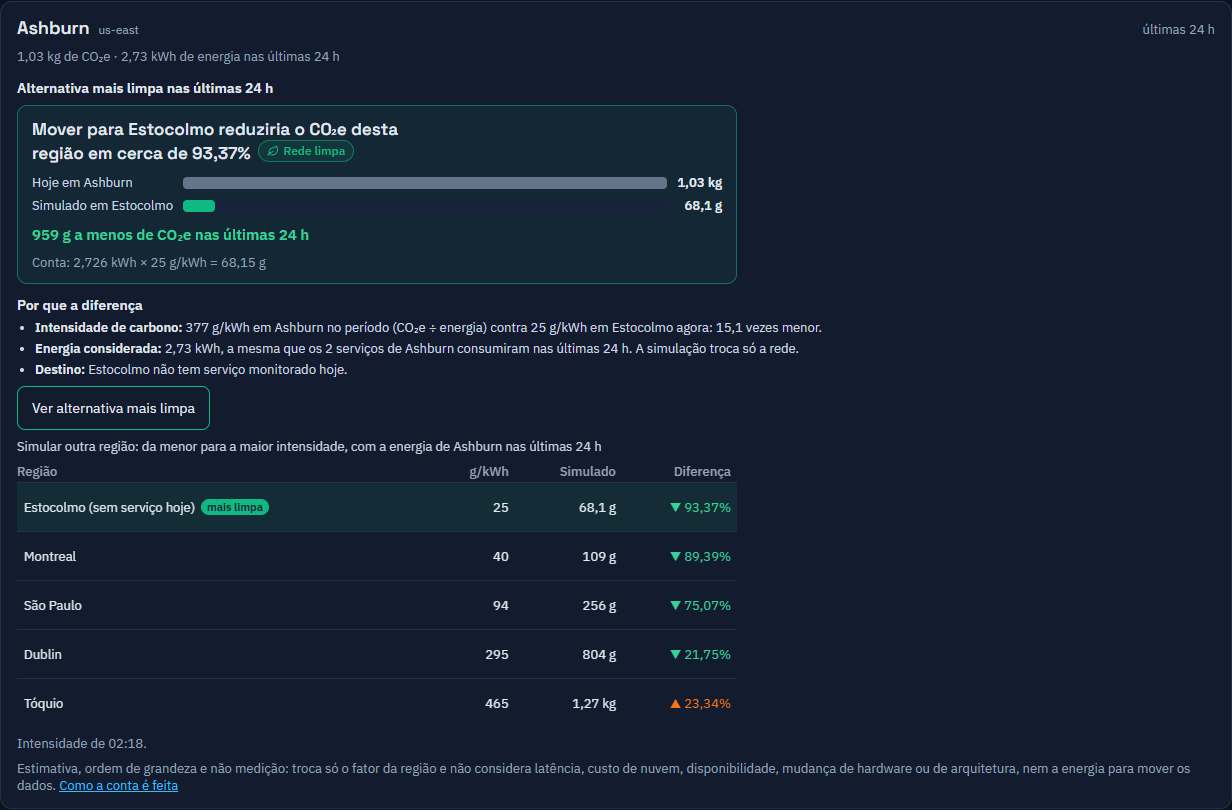 Ashburn us-east
últimas 24 h
1,03 kg de CO₂e · 2,73 kWh de energia nas últimas 24 h
Alternativa mais limpa nas últimas 24 h
Mover para Estocolmo reduziria o CO₂e desta
região em cerca de 93,37% Rede limpa
Hoje em Ashburn 1,03 kg
Simulado em Estocolmo 68,1 g
959 g a menos de CO₂e nas últimas 24 h
Conta: 2,726 kWh × 25 g/kWh = 68,15 g
Por que a diferença
• Intensidade de carbono: 377 g/kWh em Ashburn no período (CO₂e ÷ energia) contra 25 g/kWh em Estocolmo agora: 15,1 vezes menor.
• Energia considerada: 2,73 kWh, a mesma que os 2 serviços de Ashburn consumiram nas últimas 24 h. A simulação troca só a rede.
• Destino: Estocolmo não tem serviço monitorado hoje.
Ver alternativa mais limpa
Simular outra região: da menor para a maior intensidade, com a energia de Ashburn nas últimas 24 h
Região g/kWh Simulado Diferença
Estocolmo (sem serviço hoje) mais limpa 25 68,1 g ▼ 93,37%
Montreal 40 109 g ▼ 89,39%
São Paulo 94 256 g ▼ 75,07%
Dublin 295 804 g ▼ 21,75%
Tóquio 465 1,27 kg ▲ 23,34%
Intensidade de 02:18.
Estimativa, ordem de grandeza e não medição: troca só o fator da região e não considera latência, custo de nuvem, disponibilidade, mudança de hardware ou de arquitetura, nem a energia para mover os
dados. Como a conta é feita